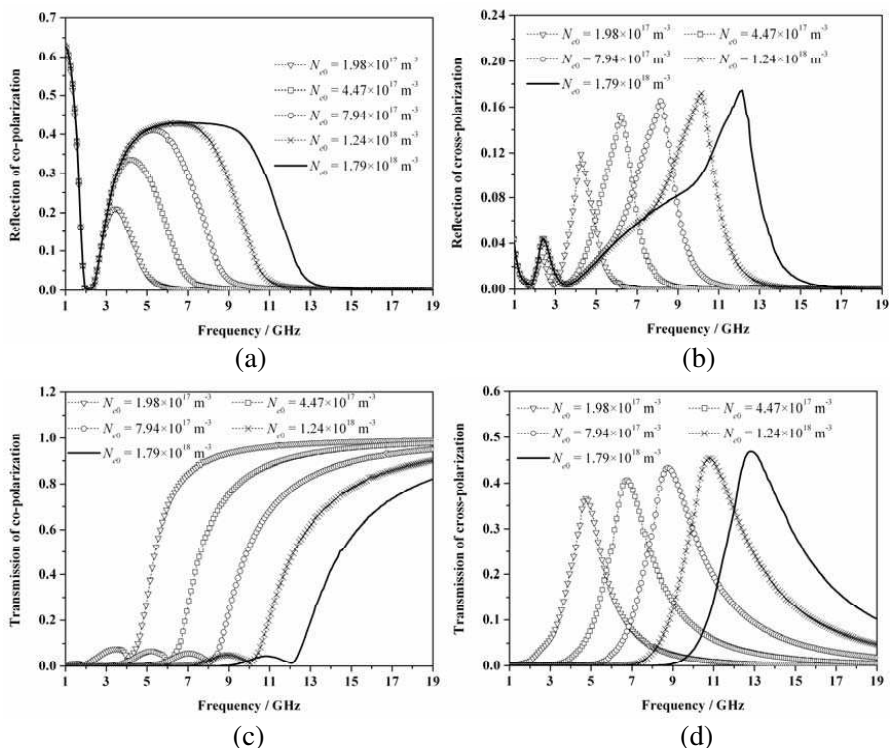 0.7
0.6
0.5
0.4
0.3
0.2
0.1
0.0
Reflection of co-polarization
N_e0 = 1.98×10^17 m^-3
N_e0 = 4.47×10^17 m^-3
N_e0 = 7.94×10^17 m^-3
N_e0 = 1.24×10^18 m^-3
N_e0 = 1.79×10^18 m^-3
1 3 5 7 9 11 13 15 17 19
Frequency / GHz
(a)
0.24
0.20
0.16
0.12
0.08
0.04
0.00
Reflection of cross-polarization
N_e0 = 1.98×10^17 m^-3 N_e0 = 4.47×10^17 m^-3
N_e0 = 7.94×10^17 m^-3 N_e0 = 1.24×10^18 m^-3
N_e0 = 1.79×10^18 m^-3
1 3 5 7 9 11 13 15 17 19
Frequency / GHz
(b)
1.2
1.0
0.8
0.6
0.4
0.2
0.0
Transmission of co-polarization
N_e0 = 1.98×10^17 m^-3 N_e0 = 4.47×10^17 m^-3
N_e0 = 7.94×10^17 m^-3 N_e0 = 1.24×10^18 m^-3
N_e0 = 1.79×10^18 m^-3
1 3 5 7 9 11 13 15 17 19
Frequency / GHz
(c)
0.6
0.5
0.4
0.3
0.2
0.1
0.0
Transmission of cross-polarization
N_e0 = 1.98×10^17 m^-3 N_e0 = 4.47×10^17 m^-3
N_e0 = 7.94×10^17 m^-3 N_e0 = 1.24×10^18 m^-3
N_e0 = 1.79×10^18 m^-3
1 3 5 7 9 11 13 15 17 19
Frequency / GHz
(d)